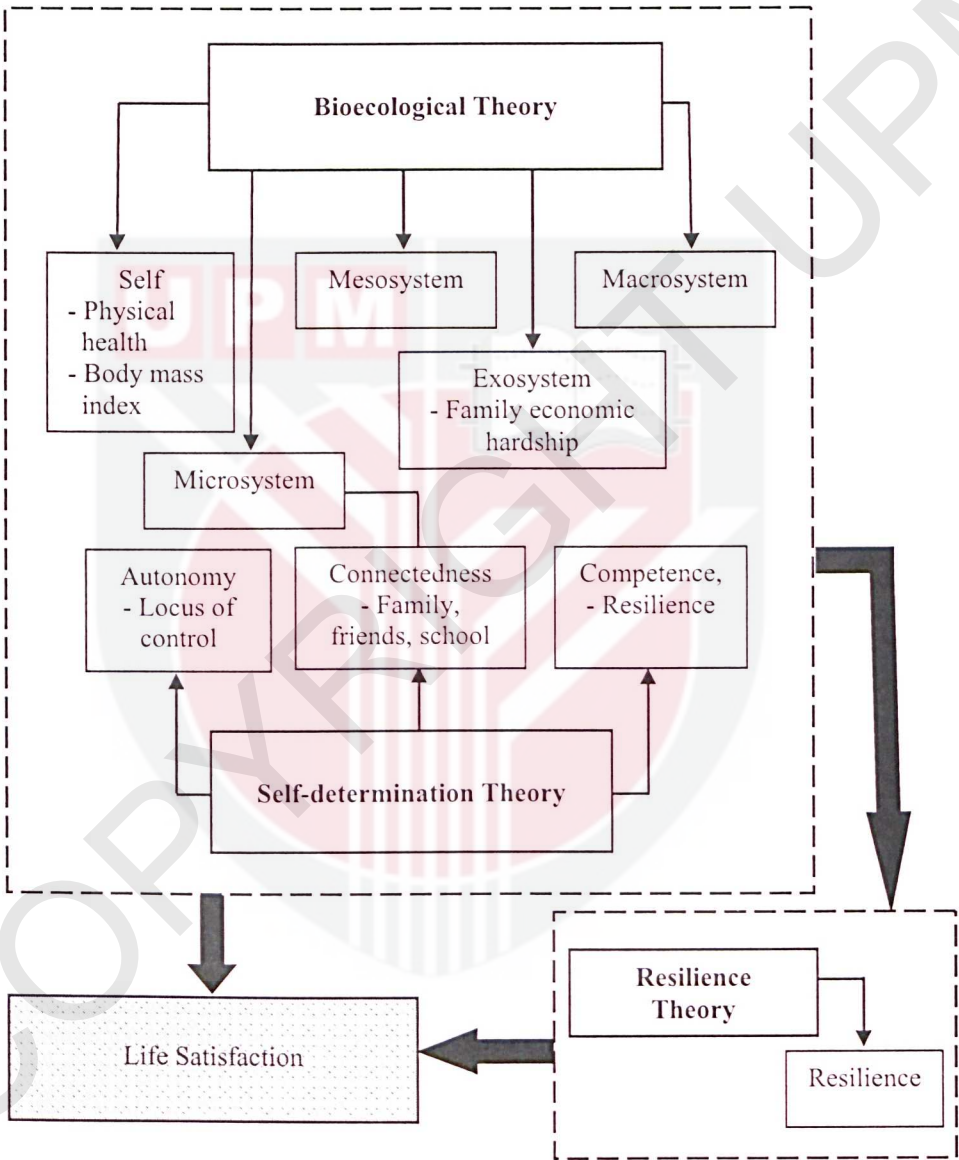 Bioecological Theory
Self
- Physical
health
- Body mass
index
Mesosystem
Macrosystem
Exosystem
- Family economic
hardship
Microsystem
Autonomy
- Locus of
control
Connectedness
- Family,
friends, school
Competence,
- Resilience
Self-determination Theory
Resilience
Theory
Resilience
Life Satisfaction
UPM
COPYRIGHT UPM